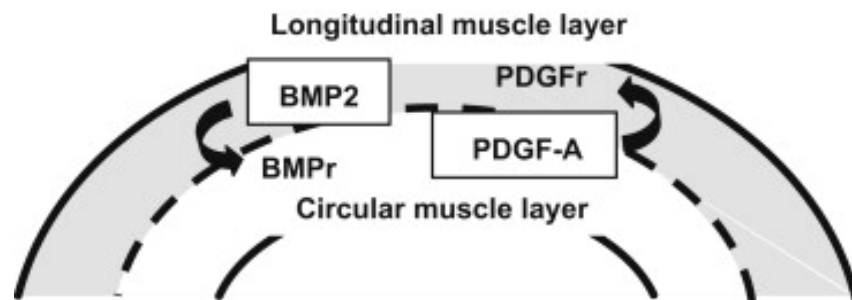 Longitudinal muscle layer
PDGFr
BMP2
PDGF-A
BMPr
Circular muscle layer